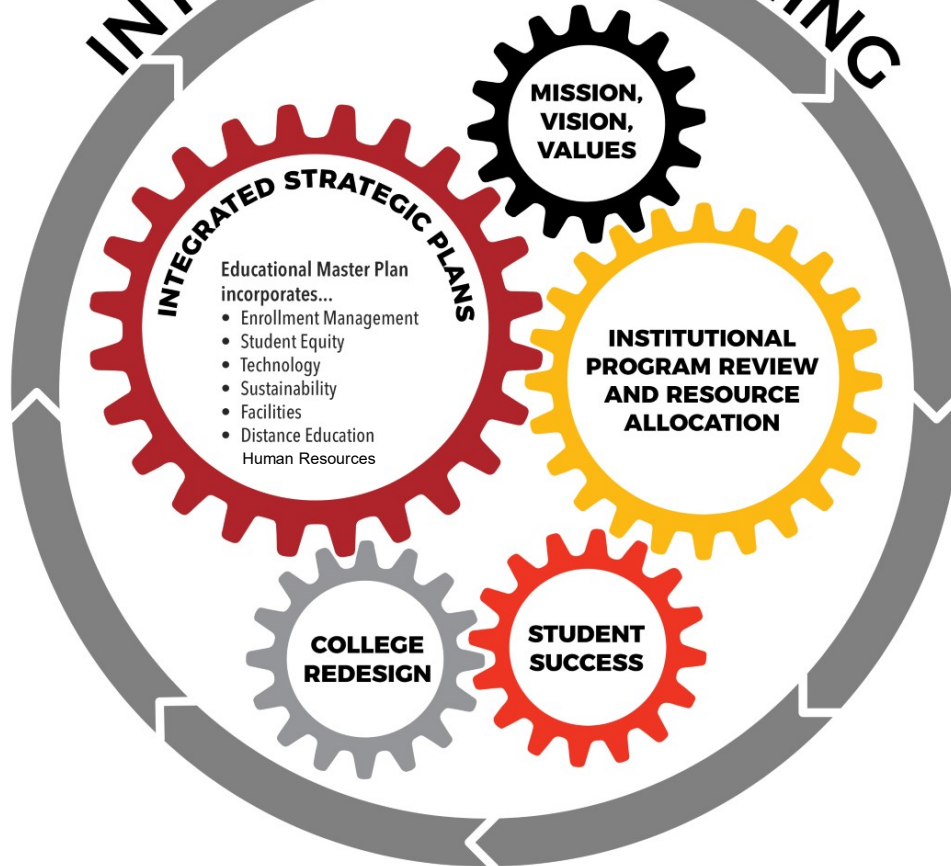 MISSION,
VISION,
VALUES
INTEGRATED STRATEGIC PLANS
Educational Master Plan
incorporates...
• Enrollment Management
• Student Equity
• Technology
• Sustainability
• Facilities
• Distance Education
Human Resources
INSTITUTIONAL
PROGRAM REVIEW
AND RESOURCE
ALLOCATION
COLLEGE
REDESIGN
STUDENT
SUCCESS